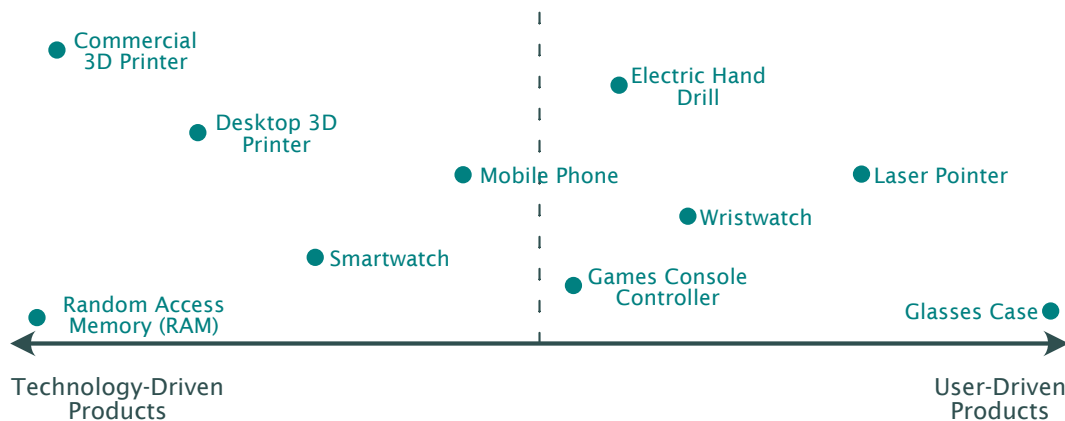 Commercial
3D Printer
Electric Hand
Drill
Desktop 3D
Printer
Mobile Phone
Laser Pointer
Wristwatch
Smartwatch
Games Console
Controller
Random Access
Memory (RAM)
Glasses Case
Technology-Driven
Products
User-Driven
Products